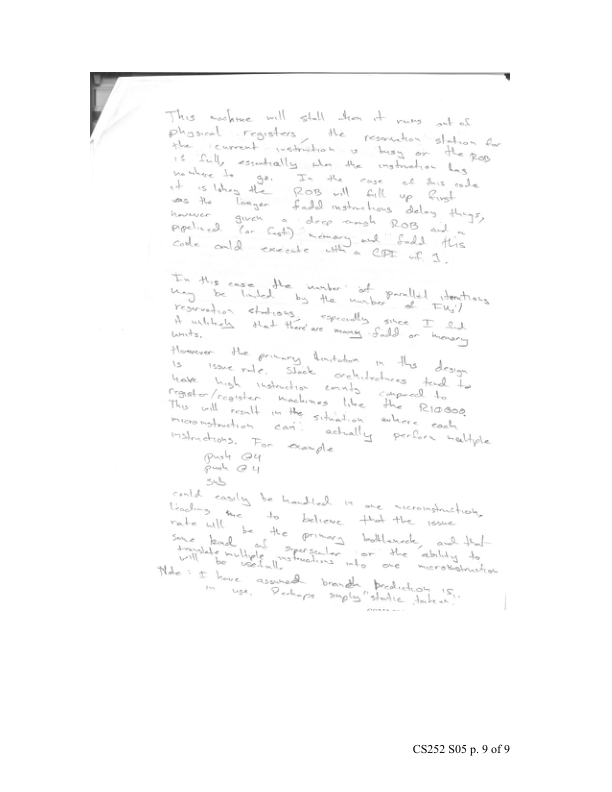 This machine will stall when it runs out of
physical registers, the reservation station for
the current instruction is busy or the ROB
is full, essentially when the instruction has
nowhere to go. In the case of this code
it is likely the ROB will fill up first
as the longer fadd instructions delay things,
however given a deep enough ROB and a
pipelined (or fast) memory and fadd this
code could execute with a CPI of 1.
In this case, the number of parallel iterations
may be limited by the number of FUs/
reservation stations, especially since I find
it unlikely that there are many fadd or memory
units.
However the primary limitation in this design
is issue rate. Stack architectures tend to
have high instruction counts compared to
register/register machines like the R10000.
This will result in the situation where each
microinstruction can actually perform multiple
instructions. For example
push @4
push @4
sub
could easily be handled in one microinstruction,
leading me to believe that the issue
rate will be the primary bottleneck, and that
some kind of superscalar or the ability to
translate multiple instructions into one microinstruction
will be useful.
Note: I have assumed branch prediction is
in use. Perhaps simply "static taken".
CS252 S05 p. 9 of 9